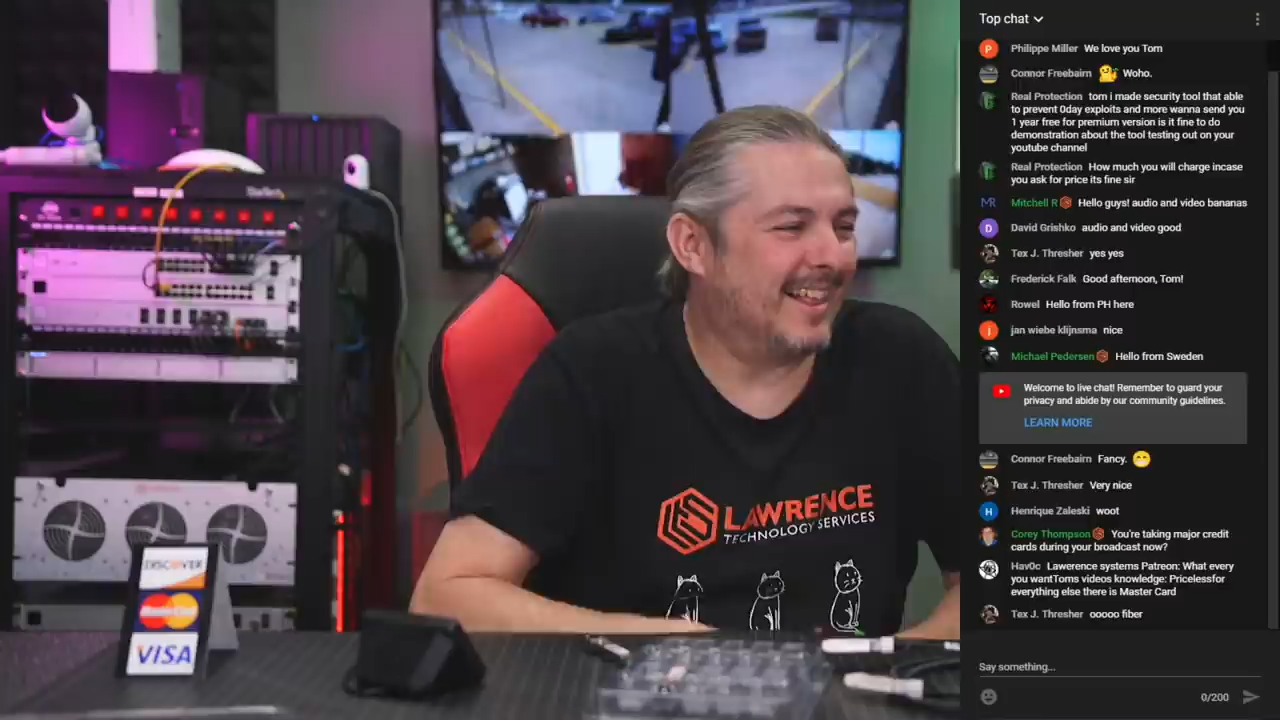 Top chat
Philippe Miller We love you Tom
Connor Freebairn Woho.
Real Protection tom i made security tool that able
to prevent 0day exploits and more wanna send you
1 year free for premium version is it fine to do
demonstration about the tool testing out on your
youtube channel
Real Protection How much you will charge incase
you ask for price its fine sir
MR Mitchell R Hello guys! audio and video bananas
D David Grishko audio and video good
Tex J. Thresher yes yes
Frederick Falk Good afternoon, Tom!
Rowel Hello from PH here
j jan wiebe klijnsma nice
Michael Pedersen Hello from Sweden
Welcome to live chat! Remember to guard your
privacy and abide by our community guidelines.
LEARN MORE
Connor Freebairn Fancy.
Tex J. Thresher Very nice
H Henrique Zaleski woot
Corey Thompson You're taking major credit
cards during your broadcast now?
Hav0c Lawerence systems Patreon: What every
you wantToms videos knowledge: Pricelessfor
everything else there is Master Card
Tex J. Thresher ooooo fiber
Say something...
0/200
LAWRENCE
TECHNOLOGY SERVICES
DISCOVER
MasterCard
VISA